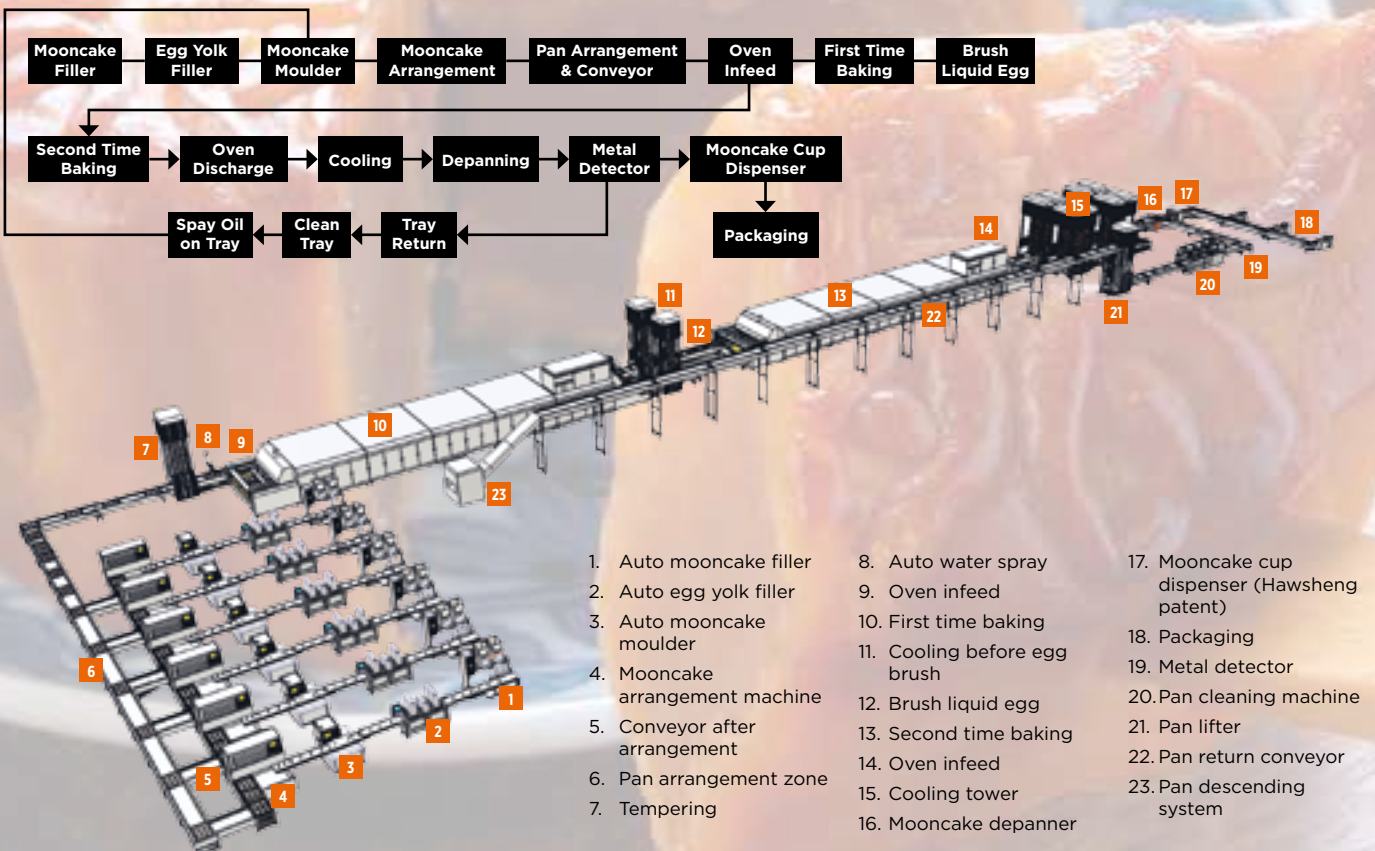 Mooncake
Filler
Egg Yolk
Filler
Mooncake
Moulder
Mooncake
Arrangement
Pan Arrangement
& Conveyor
Oven
Infeed
First Time
Baking
Brush
Liquid Egg
Second Time
Baking
Oven
Discharge
Cooling
Depanning
Metal
Detector
Mooncake Cup
Dispenser
Spay Oil
on Tray
Clean
Tray
Tray
Return
Packaging
17
16
15
18
14
19
20
21
11
13
22
12
10
7
8
9
23
6
1
2
3
5
4
1. Auto mooncake filler
2. Auto egg yolk filler
3. Auto mooncake
moulder
4. Mooncake
arrangement machine
5. Conveyor after
arrangement
6. Pan arrangement zone
7. Tempering
8. Auto water spray
9. Oven infeed
10. First time baking
11. Cooling before egg
brush
12. Brush liquid egg
13. Second time baking
14. Oven infeed
15. Cooling tower
16. Mooncake depanner
17. Mooncake cup
dispenser (Hawsheng
patent)
18. Packaging
19. Metal detector
20. Pan cleaning machine
21. Pan lifter
22. Pan return conveyor
23. Pan descending
system